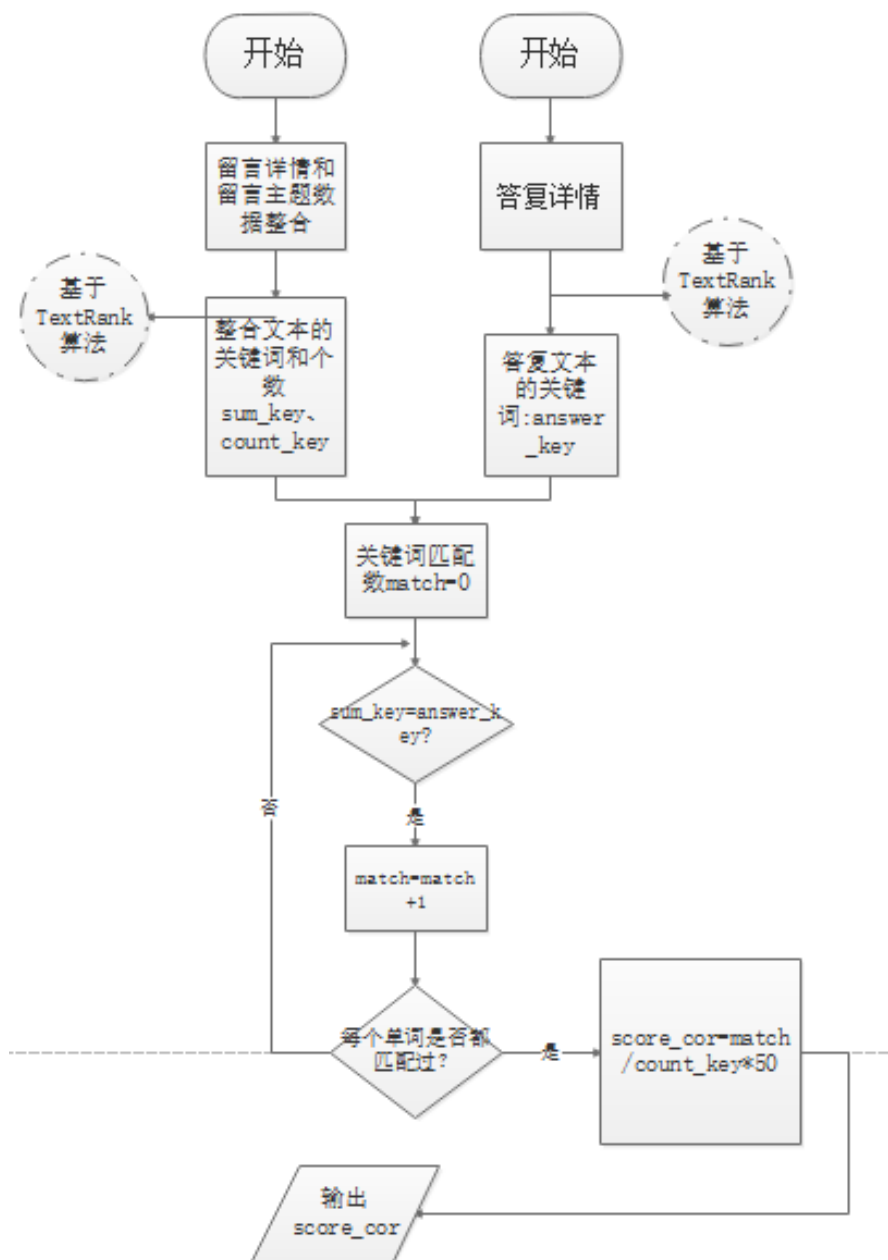 开始
开始
留言详情和
留言主题数
据整合
答复详情
基于
TextRank
算法
基于
TextRank
算法
整合文本的
关键词和个
数
sum_key、
count_key
答复文本
的关键
词:answer
_key
关键词匹配
数match=0
sum_key=answer_k
ey?
否
是
match=match
+1
每个单词是否都
匹配过?
是
score_cor=match
/count_key*50
输出
score_cor